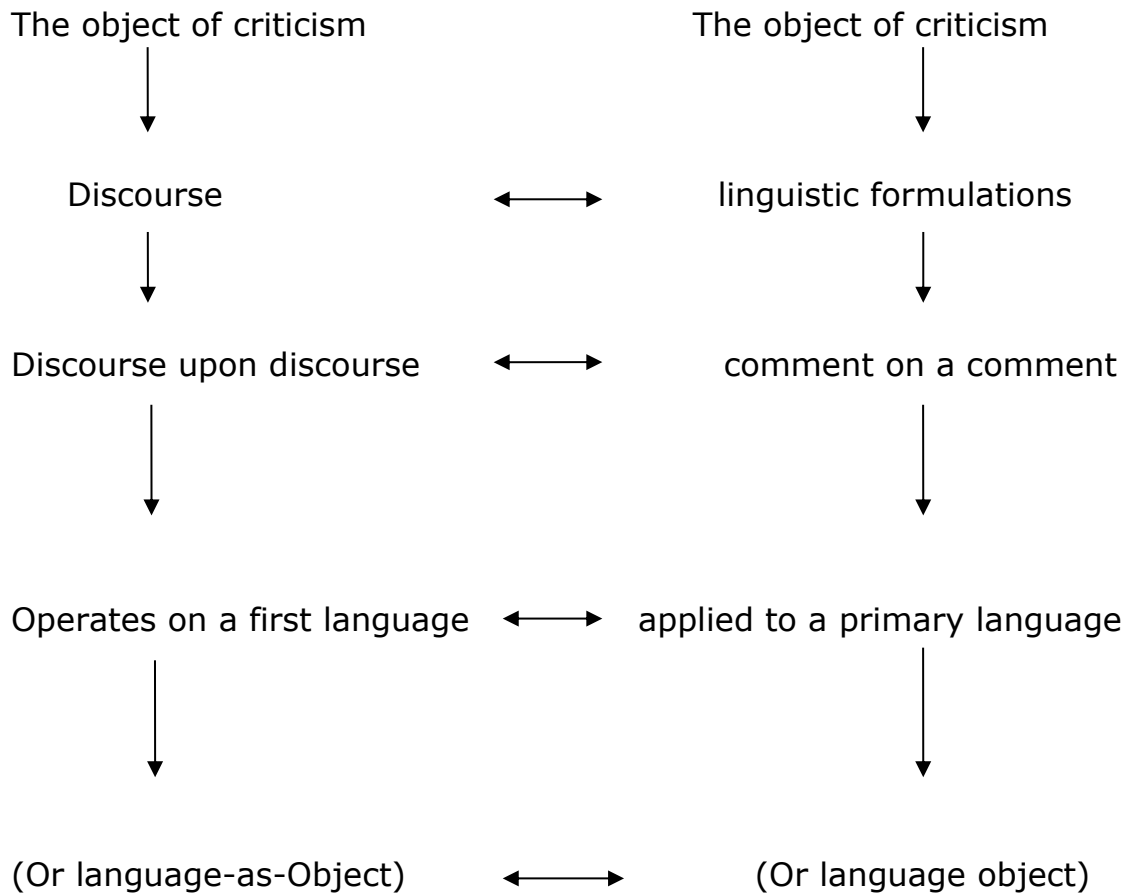 The object of criticism The object of criticism
Discourse linguistic formulations
Discourse upon discourse comment on a comment
Operates on a first language applied to a primary language
(Or language-as-Object) (Or language object)